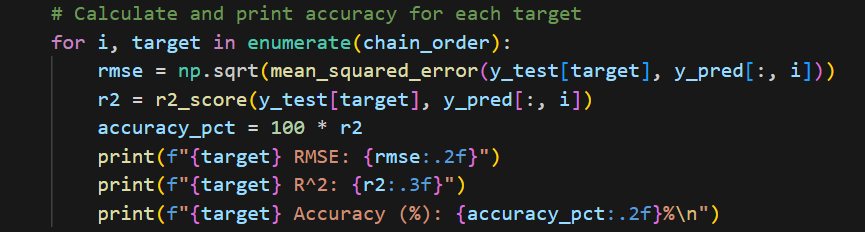 # Calculate and print accuracy for each target
for i, target in enumerate(chain_order):
    rmse = np.sqrt(mean_squared_error(y_test[target], y_pred[:, i]))
    r2 = r2_score(y_test[target], y_pred[:, i])
    accuracy_pct = 100 * r2
    print(f"{target} RMSE: {rmse:.2f}")
    print(f"{target} R^2: {r2:.3f}")
    print(f"{target} Accuracy (%): {accuracy_pct:.2f}%\n")